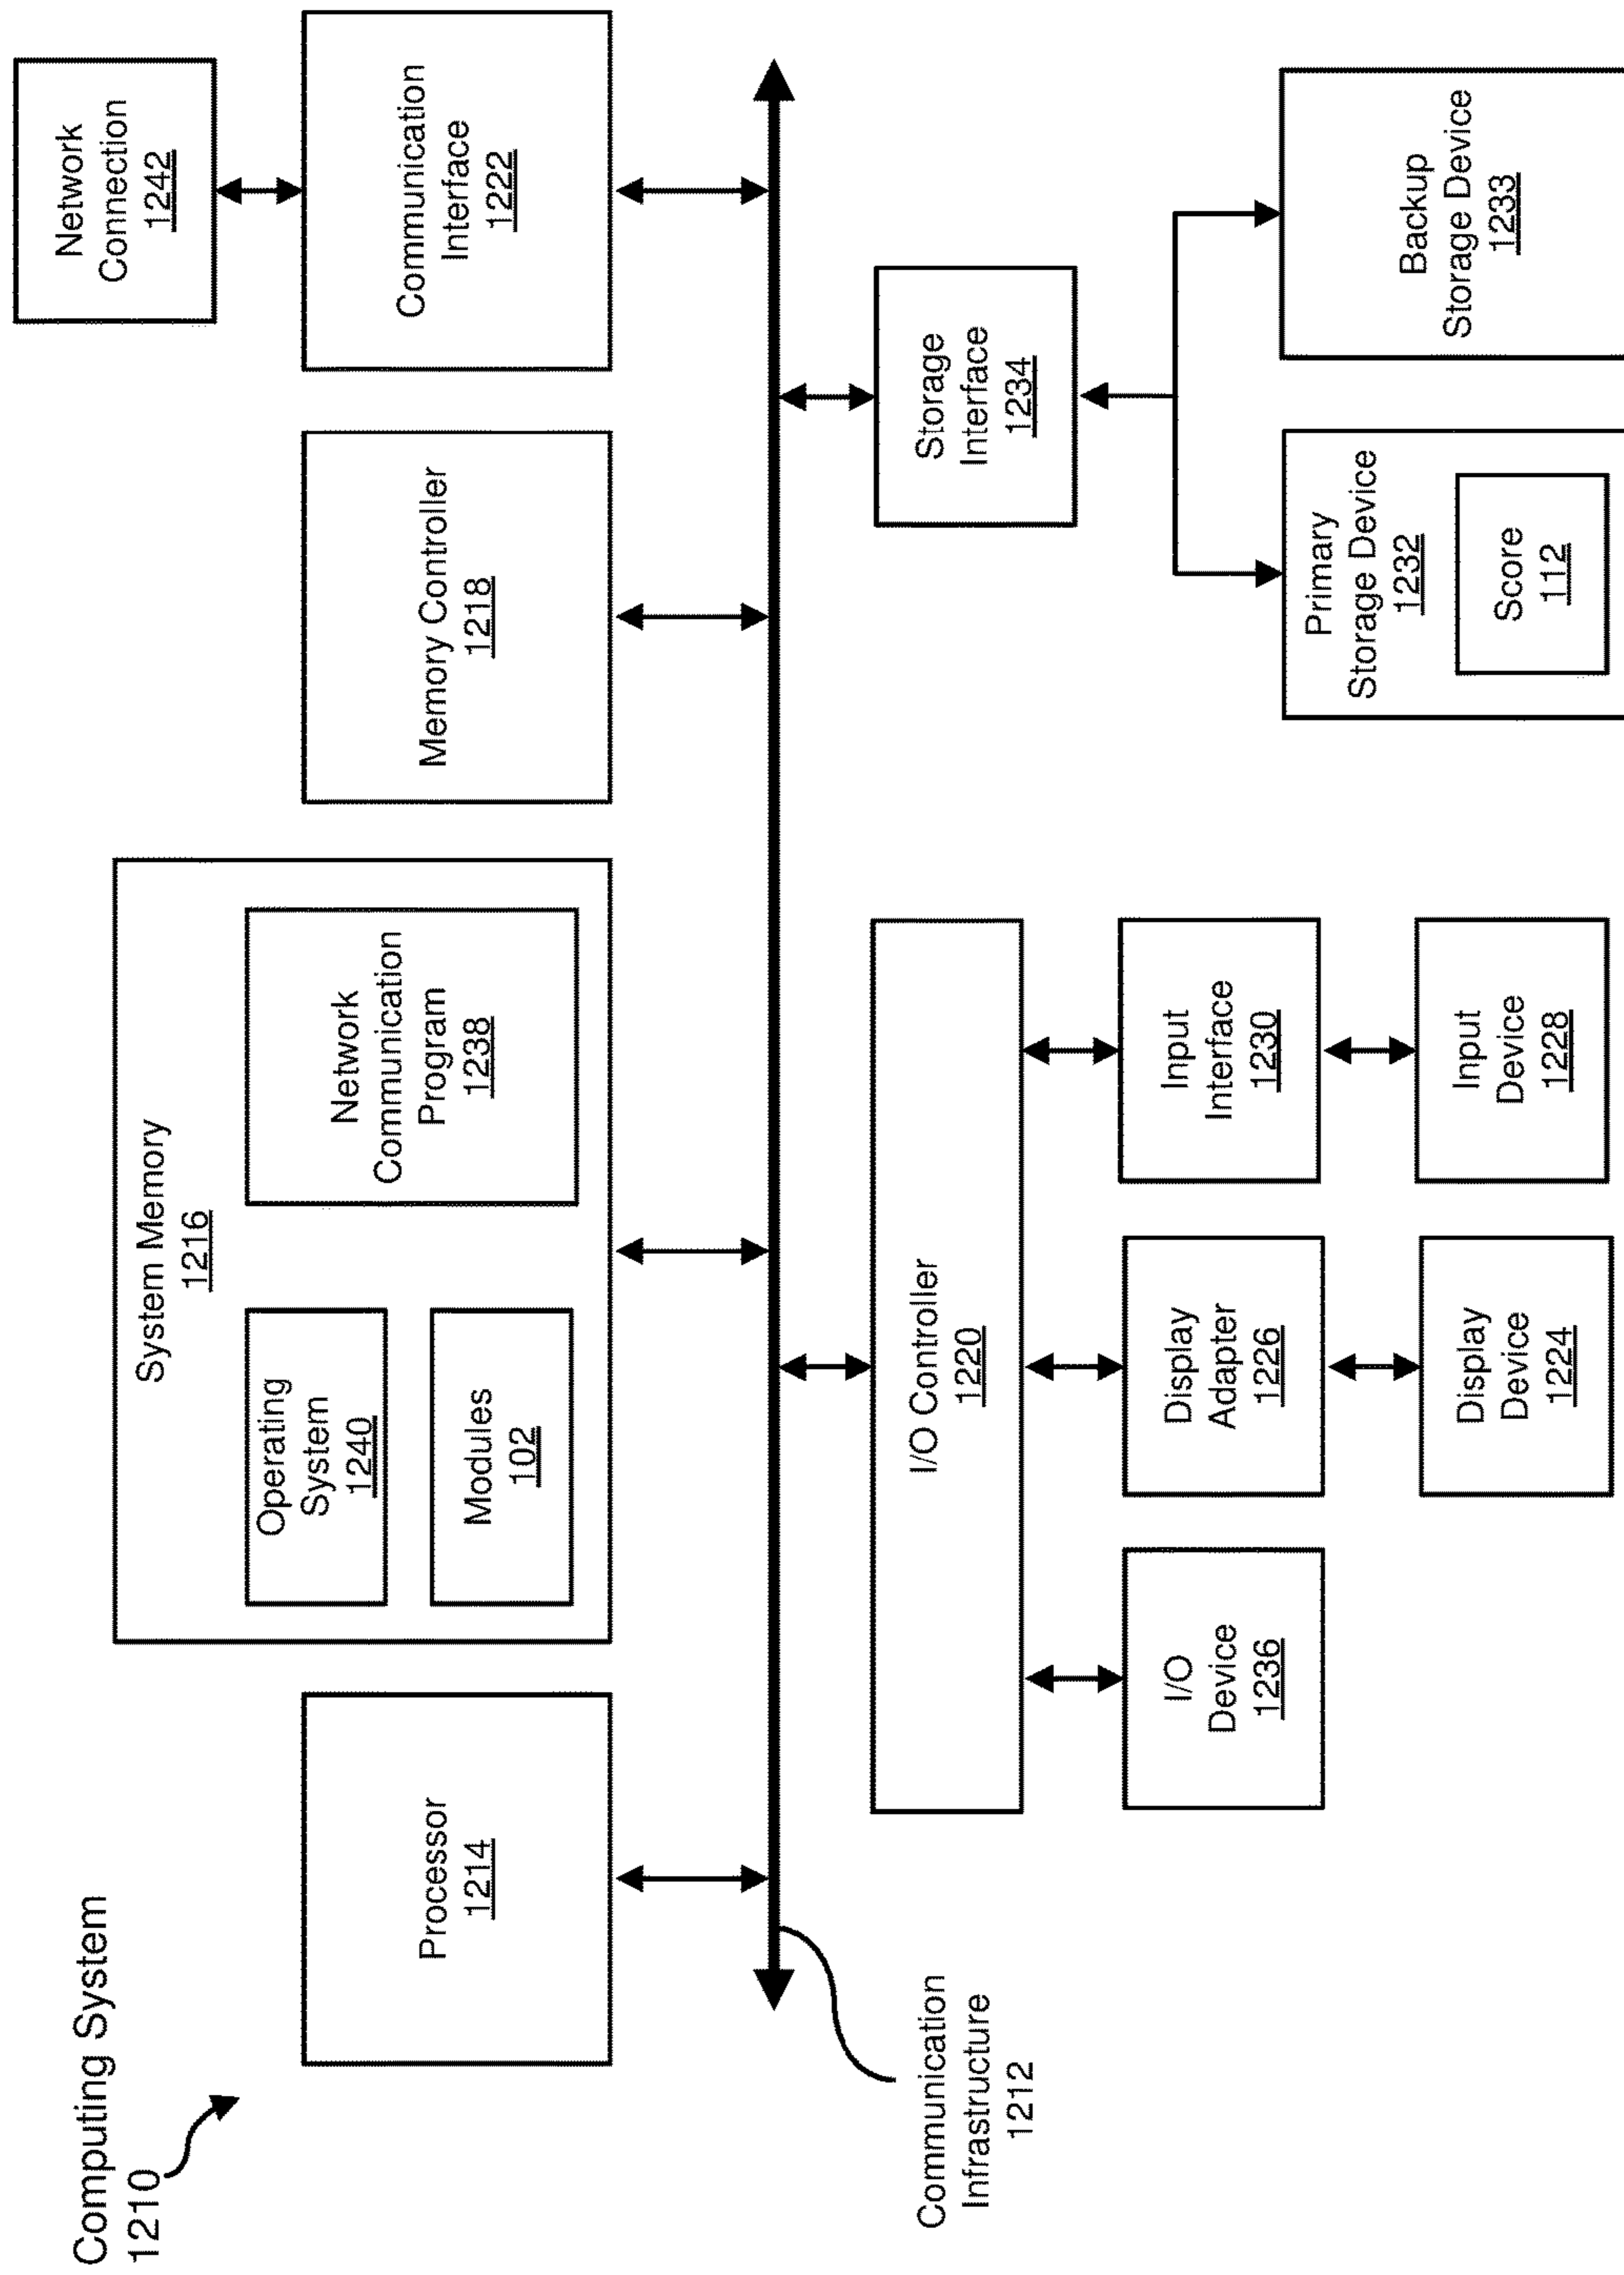 Computing System
1210
Processor
1214
System Memory
1216
Operating
System
1240
Modules
102
Network
Communication
Program
1238
Memory Controller
1218
Communication
Interface
1222
Network
Connection
1242
Communication
Infrastructure
1212
I/O Controller
1220
I/O
Device
1236
Display
Adapter
1226
Display
Device
1224
Input
Interface
1230
Input
Device
1228
Storage
Interface
1234
Primary
Storage Device
1232
Score
112
Backup
Storage Device
1233